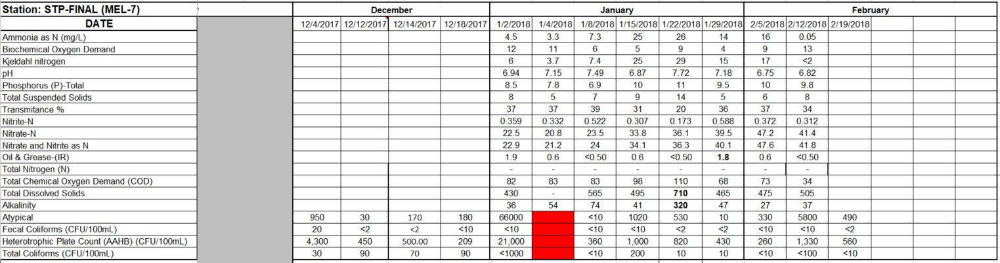 Station: STP-FINAL (MEL-7) December January February
DATE 12/4/2017 12/12/2017 12/14/2017 12/18/2017 1/2/2018 1/4/2018 1/8/2018 1/15/2018 1/22/2018 1/29/2018 2/5/2018 2/12/2018 2/19/2018
Ammonia as N (mg/L) 4.5 3.3 7.3 25 26 14 16 0.05
Biochemical Oxygen Demand 12 11 6 5 9 4 9 13
Kjeldahl nitrogen 6 3.7 7.4 25 29 15 17 <2
pH 6.94 7.15 7.49 6.87 7.72 7.18 6.75 6.82
Phosphorus (P)-Total 8.5 7.8 6.9 10 11 9.5 10 9.8
Total Suspended Solids 8 5 7 9 14 5 6 8
Transmitance % 37 37 39 31 20 36 37 34
Nitrite-N 0.359 0.332 0.522 0.307 0.173 0.588 0.372 0.312
Nitrate-N 22.5 20.8 23.5 33.8 36.1 39.5 47.2 41.4
Nitrate and Nitrite as N 22.9 21.2 24 34.1 36.3 40.1 47.6 41.8
Oil & Grease-(IR) 1.9 0.6 <0.50 0.6 <0.50 1.8 0.6 <0.50
Total Nitrogen (N) - - - - - - - -
Total Chemical Oxygen Demand (COD) 82 83 83 98 110 68 73 34
Total Dissolved Solids 430 - 565 495 710 465 475 505
Alkalinity 36 54 74 41 320 47 27 37
Atypical 950 30 170 180 66000 <10 1020 530 10 330 5800 490
Fecal Coliforms (CFU/100mL) 20 <2 <2 <10 <10 <10 <10 <2 <2 <10 <10 <2
Heterotrophic Plate Count (AAHB) (CFU/100mL) 4,300 450 500.00 209 21,000 360 1,000 820 430 260 1,330 560
Total Coliforms (CFU/100mL) 30 90 70 90 <1000 <10 200 10 10 <10 <100 <10